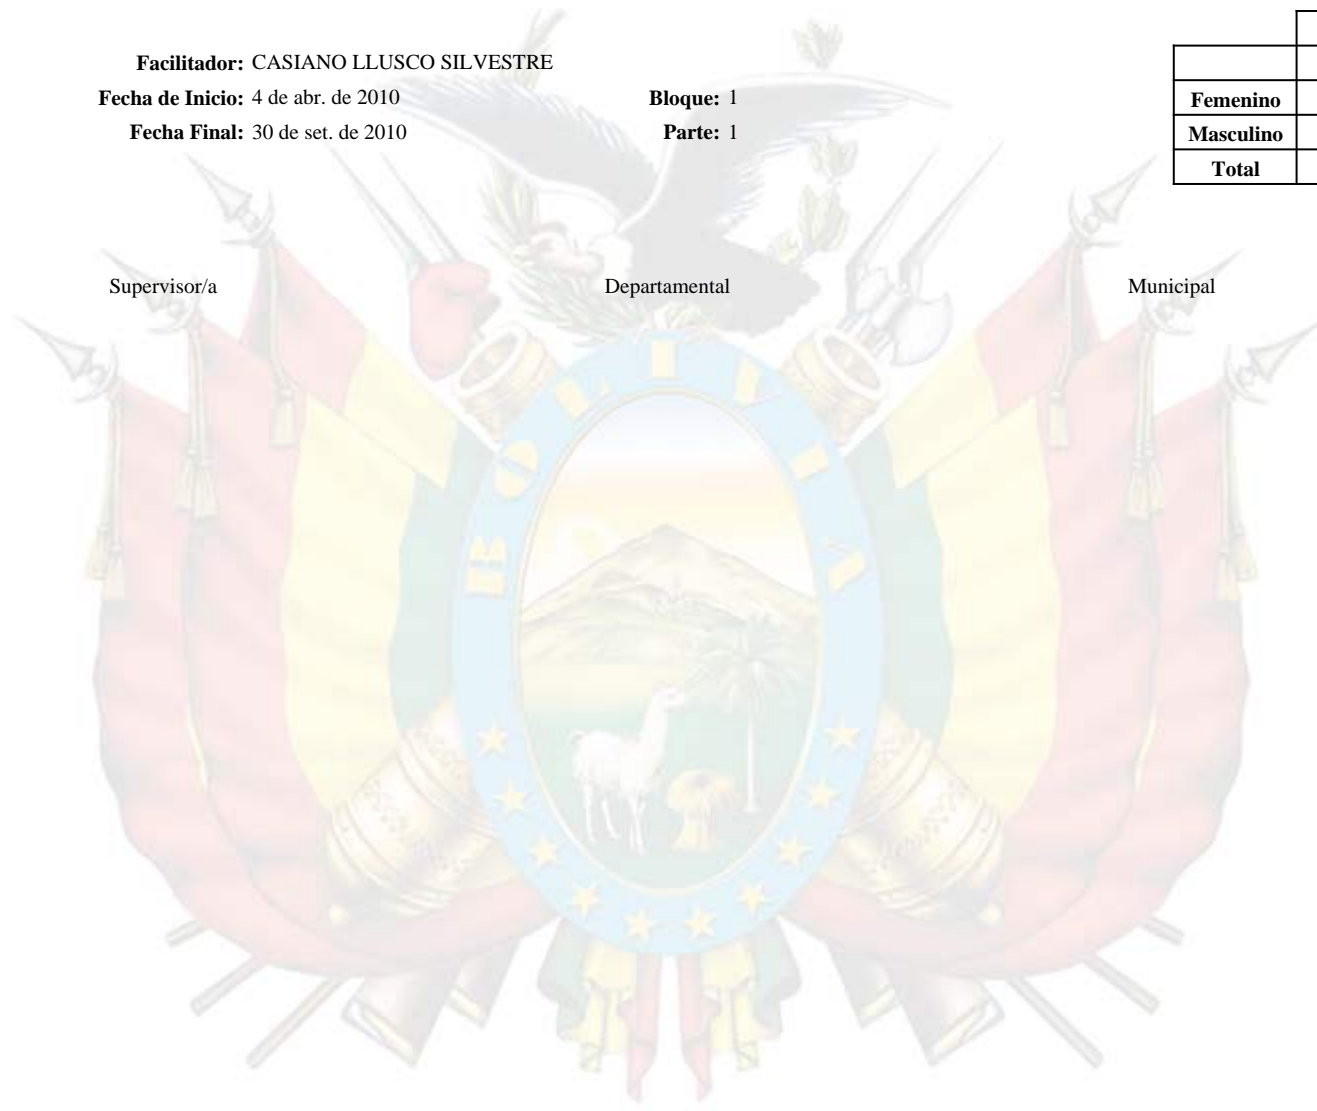 Facilitador: CASIANO LLUSCO SILVESTRE
Fecha de Inicio: 4 de abr. de 2010 Bloque: 1
Fecha Final: 30 de set. de 2010 Parte: 1
Femenino
Masculino
Total
Supervisor/a Departamental Municipal
BOLIVIA